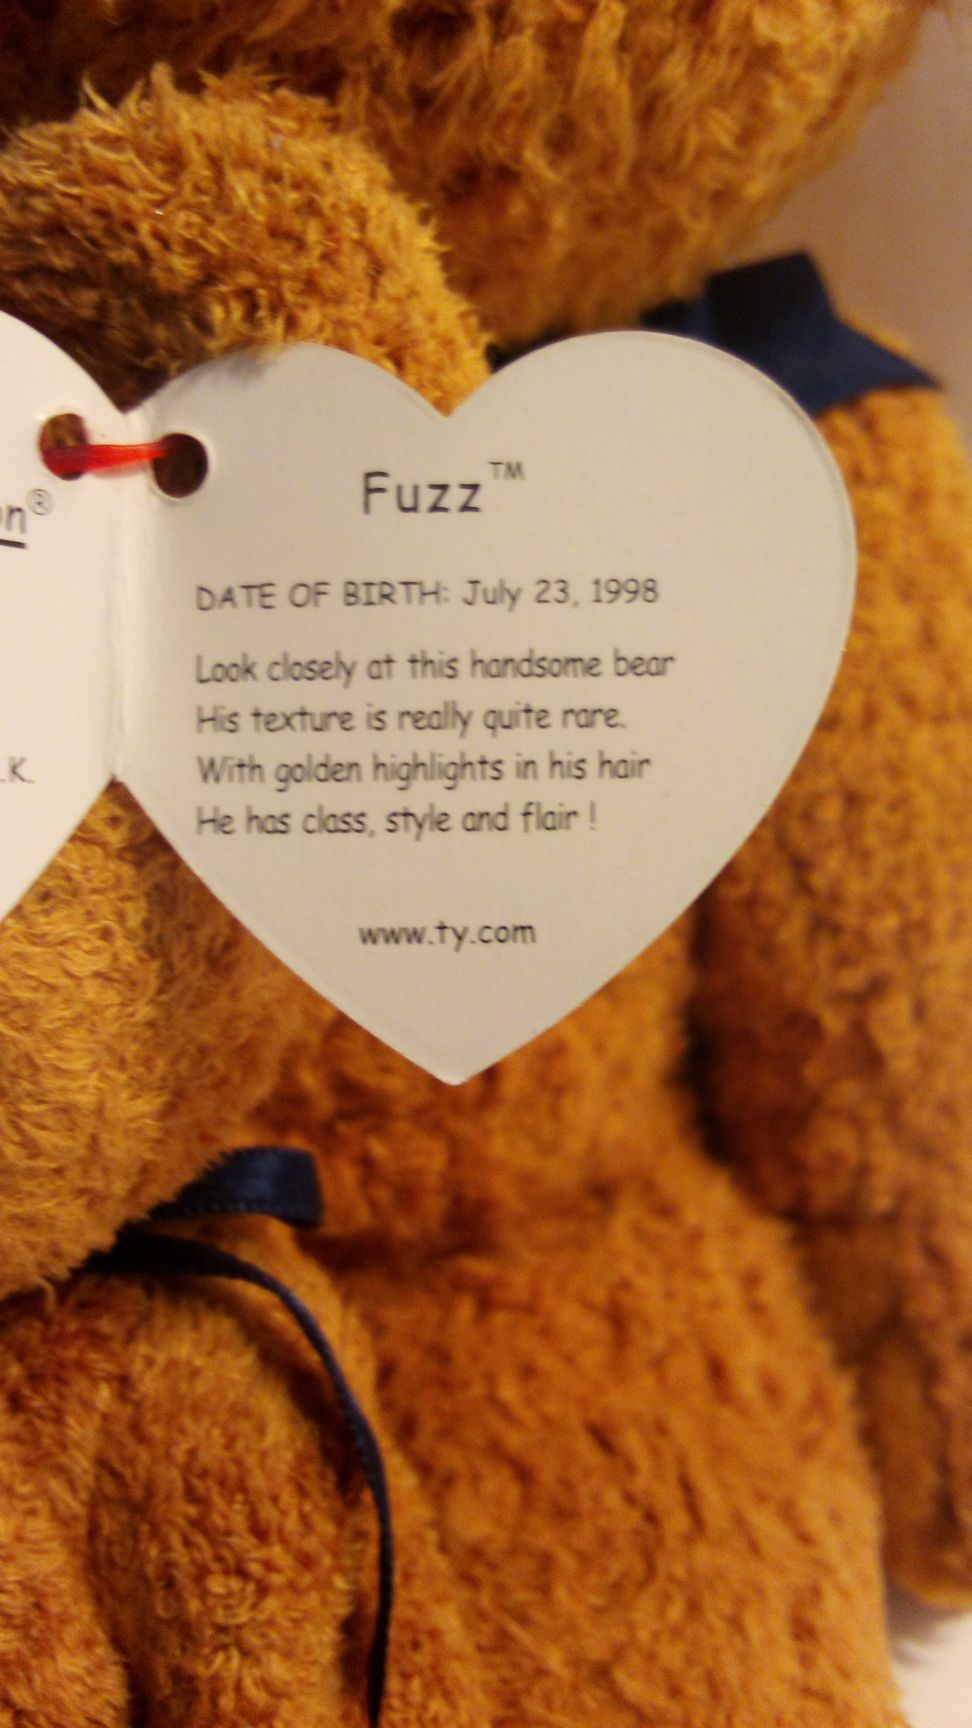 Fuzz™
DATE OF BIRTH: July 23, 1998
Look closely at this handsome bear
His texture is really quite rare.
With golden highlights in his hair
He has class, style and flair !
www.ty.com
on®
.K.